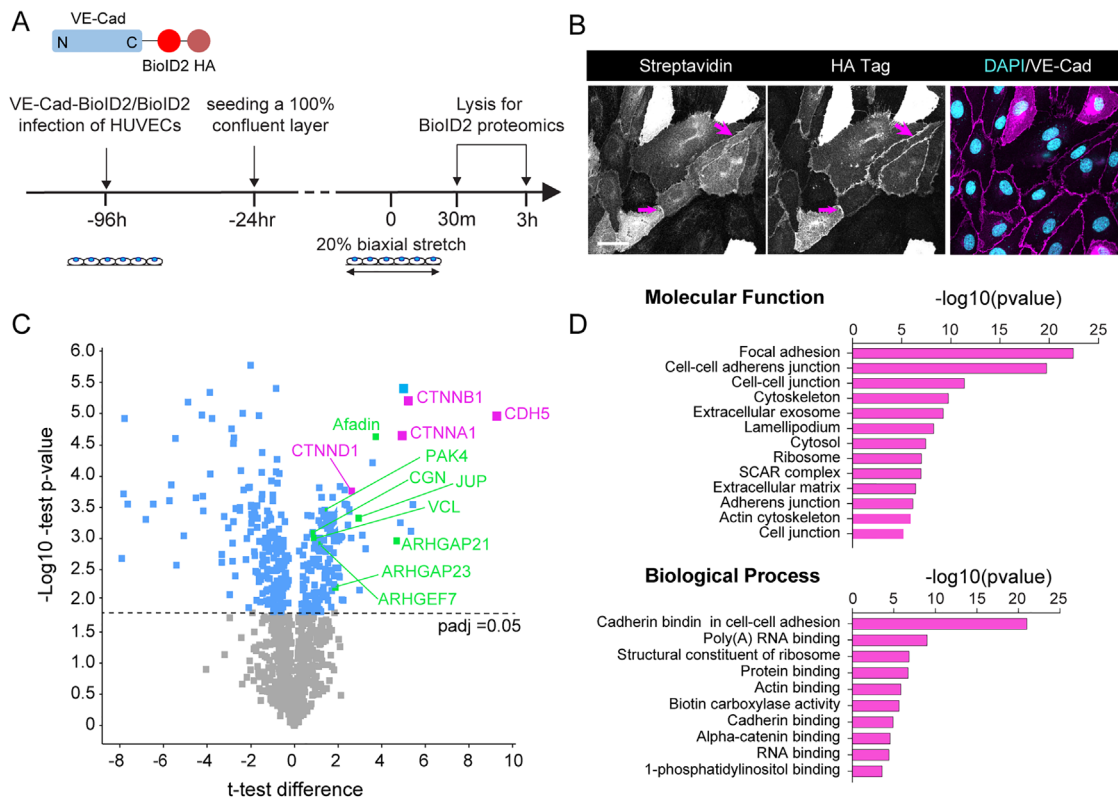 A
VE-Cad
N C
BioID2 HA
VE-Cad-BioID2/BioID2
infection of HUVECs
seeding a 100%
confluent layer
Lysis for
BioID2 proteomics
-96h
-24hr
0
30m
3h
20% biaxial stretch
B
Streptavidin
HA Tag
DAPI/VE-Cad
C
-Log10 -test p-value
6.0
5.5
5.0
4.5
4.0
3.5
3.0
2.5
2.0
1.5
1.0
0.5
0
CTNNB1
CDH5
Afadin
CTNNA1
CTNND1
PAK4
CGN
JUP
VCL
ARHGAP21
ARHGAP23
ARHGEF7
padj =0.05
-8 -6 -4 -2 0 2 4 6 8 10
t-test difference
D
Molecular Function
-log10(pvalue)
0 5 10 15 20 25
Focal adhesion
Cell-cell adherens junction
Cell-cell junction
Cytoskeleton
Extracellular exosome
Lamellipodium
Cytosol
Ribosome
SCAR complex
Extracellular matrix
Adherens junction
Actin cytoskeleton
Cell junction
Biological Process
-log10(pvalue)
0 5 10 15 20 25
Cadherin bindin in cell-cell adhesion
Poly(A) RNA binding
Structural constituent of ribosome
Protein binding
Actin binding
Biotin carboxylase activity
Cadherin binding
Alpha-catenin binding
RNA binding
1-phosphatidylinositol binding